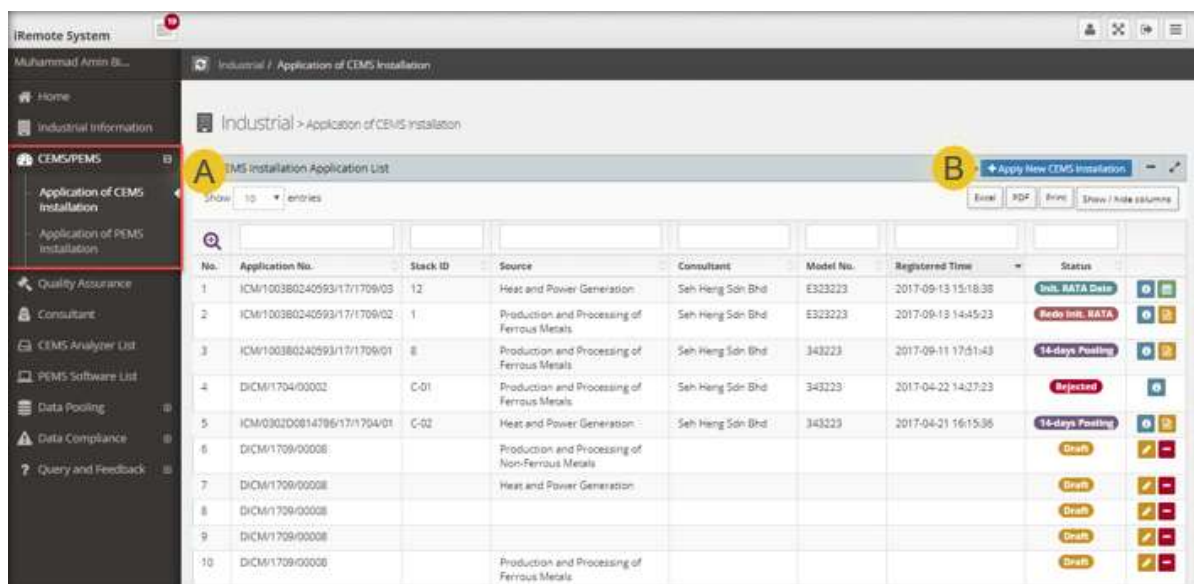 iRemote System
19
Muhammad Amin Bi...
Industrial / Application of CEMS Installation
Home
Industrial Information
CEMS/PEMS
Application of CEMS
Installation
Application of PEMS
Installation
Quality Assurance
Consultant
CEMS Analyzer List
PEMS Software List
Data Pooling
Data Compliance
? Query and Feedback
Industrial > Application of CEMS Installation
A
EMS Installation Application List
B
+ Apply New CEMS Installation
Show 10 entries
Excel PDF Print Show / hide columns
No. Application No. Stack ID Source Consultant Model No. Registered Time Status
1 ICM/1003B0240593/17/1709/03 12 Heat and Power Generation Seh Heng Sdn Bhd E323223 2017-09-13 15:18:38 Init. RATA Date
2 ICM/1003B0240593/17/1709/02 1 Production and Processing of Seh Heng Sdn Bhd E323223 2017-09-13 14:45:23 Redo Init. RATA
Ferrous Metals
3 ICM/1003B0240593/17/1709/01 8 Production and Processing of Seh Heng Sdn Bhd 343223 2017-09-11 17:51:43 14-days Pooling
Ferrous Metals
4 DICM/1704/00002 C-01 Production and Processing of Seh Heng Sdn Bhd 343223 2017-04-22 14:27:23 Rejected
Ferrous Metals
5 ICM/0302D0814786/17/1704/01 C-02 Heat and Power Generation Seh Heng Sdn Bhd 343223 2017-04-21 16:15:36 14-days Pooling
6 DICM/1709/00008 Production and Processing of Draft
Non-Ferrous Metals
7 DICM/1709/00008 Heat and Power Generation Draft
8 DICM/1709/00008 Draft
9 DICM/1709/00008 Draft
10 DICM/1709/00008 Production and Processing of Draft
Ferrous Metals